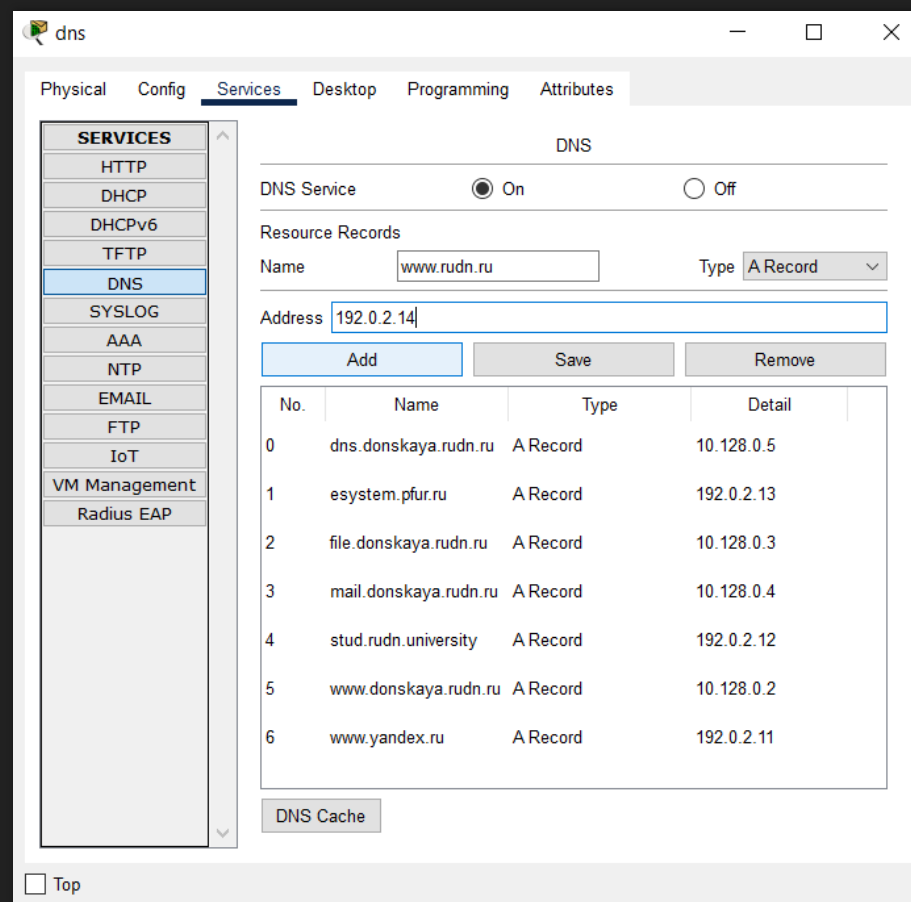 dns
Physical Config Services Desktop Programming Attributes
SERVICES
HTTP
DHCP
DHCPv6
TFTP
DNS
SYSLOG
AAA
NTP
EMAIL
FTP
IoT
VM Management
Radius EAP
DNS
DNS Service On Off
Resource Records
Name www.rudn.ru Type A Record
Address 192.0.2.14
Add Save Remove
No. Name Type Detail
0 dns.donskaya.rudn.ru A Record 10.128.0.5
1 esystem.pfur.ru A Record 192.0.2.13
2 file.donskaya.rudn.ru A Record 10.128.0.3
3 mail.donskaya.rudn.ru A Record 10.128.0.4
4 stud.rudn.university A Record 192.0.2.12
5 www.donskaya.rudn.ru A Record 10.128.0.2
6 www.yandex.ru A Record 192.0.2.11
DNS Cache
Top